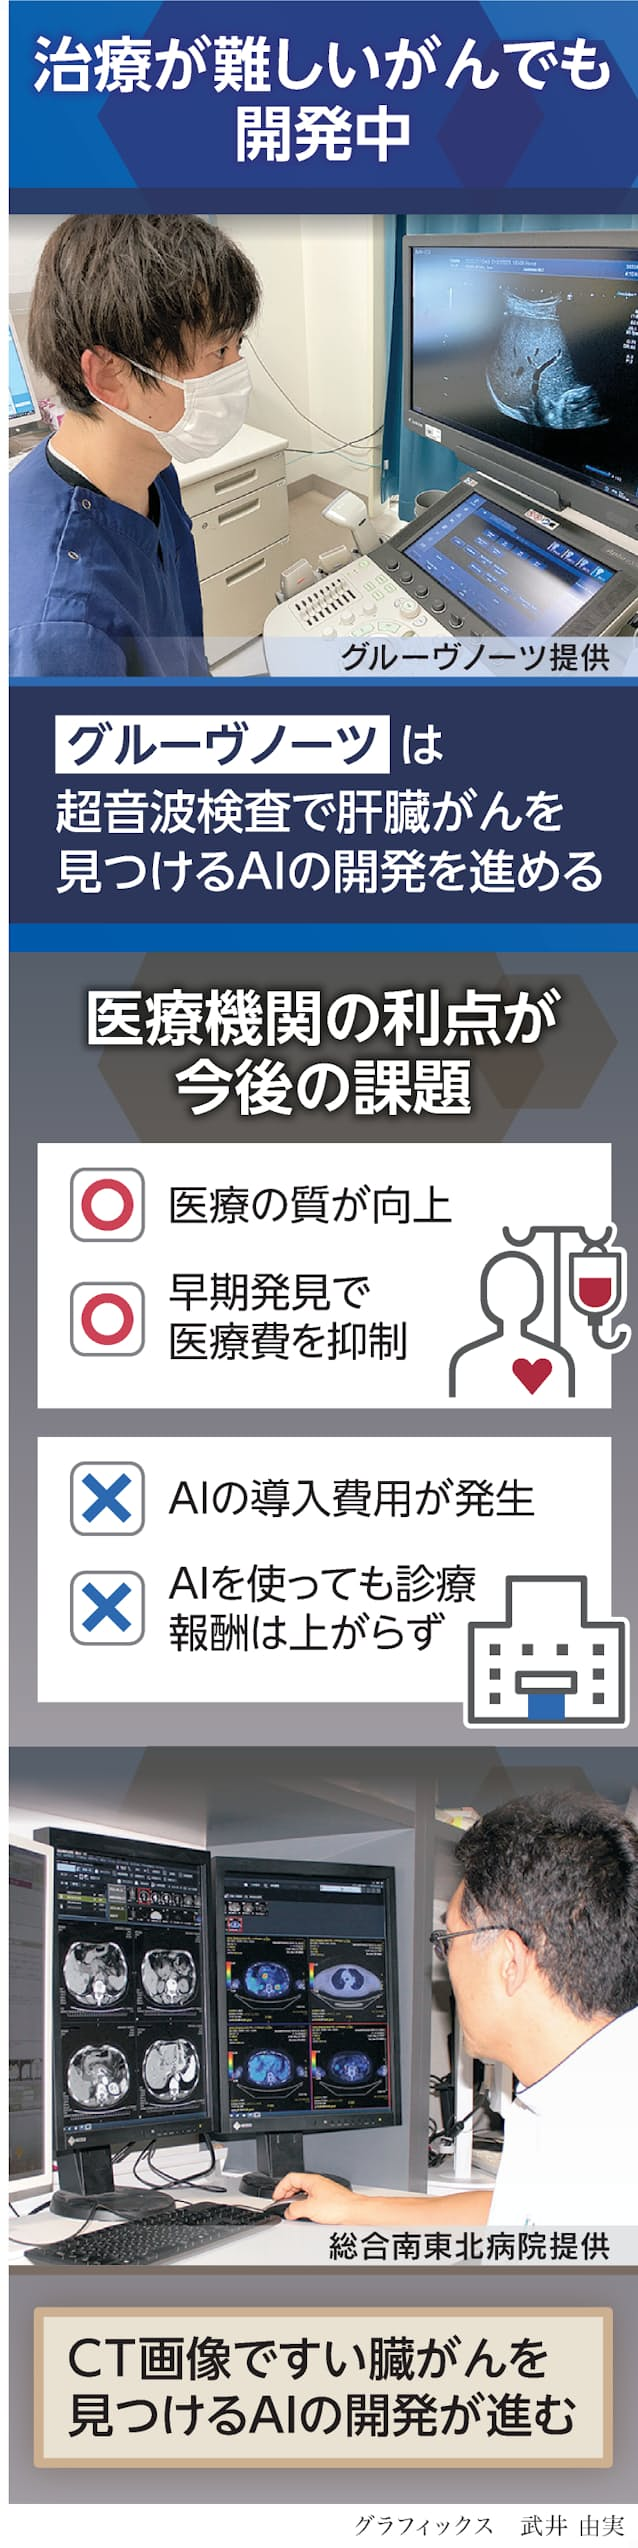 治療が難しいがんでも
開発中
グルーヴノーツ提供
グルーヴノーツは
超音波検査で肝臓がんを
見つけるAIの開発を進める
医療機関の利点が
今後の課題
医療の質が向上
早期発見で
医療費を抑制
AIの導入費用が発生
AIを使っても診療
報酬は上がらず
総合南東北病院提供
CT画像ですい臓がんを
見つけるAIの開発が進む
グラフィックス　武井 由実